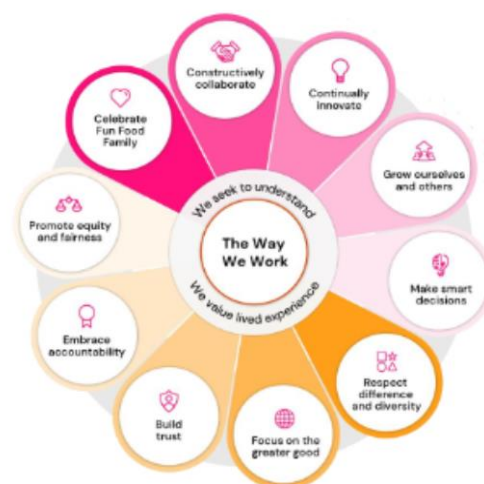 Constructively
collaborate
Continually
innovate
Grow ourselves
and others
Make smart
decisions
Respect
difference
and diversity
Focus on the
greater good
Build
trust
Embrace
accountability
Promote equity
and fairness
Celebrate
Fun Food
Family
We seek to understand
The Way
We Work
We value lived experience